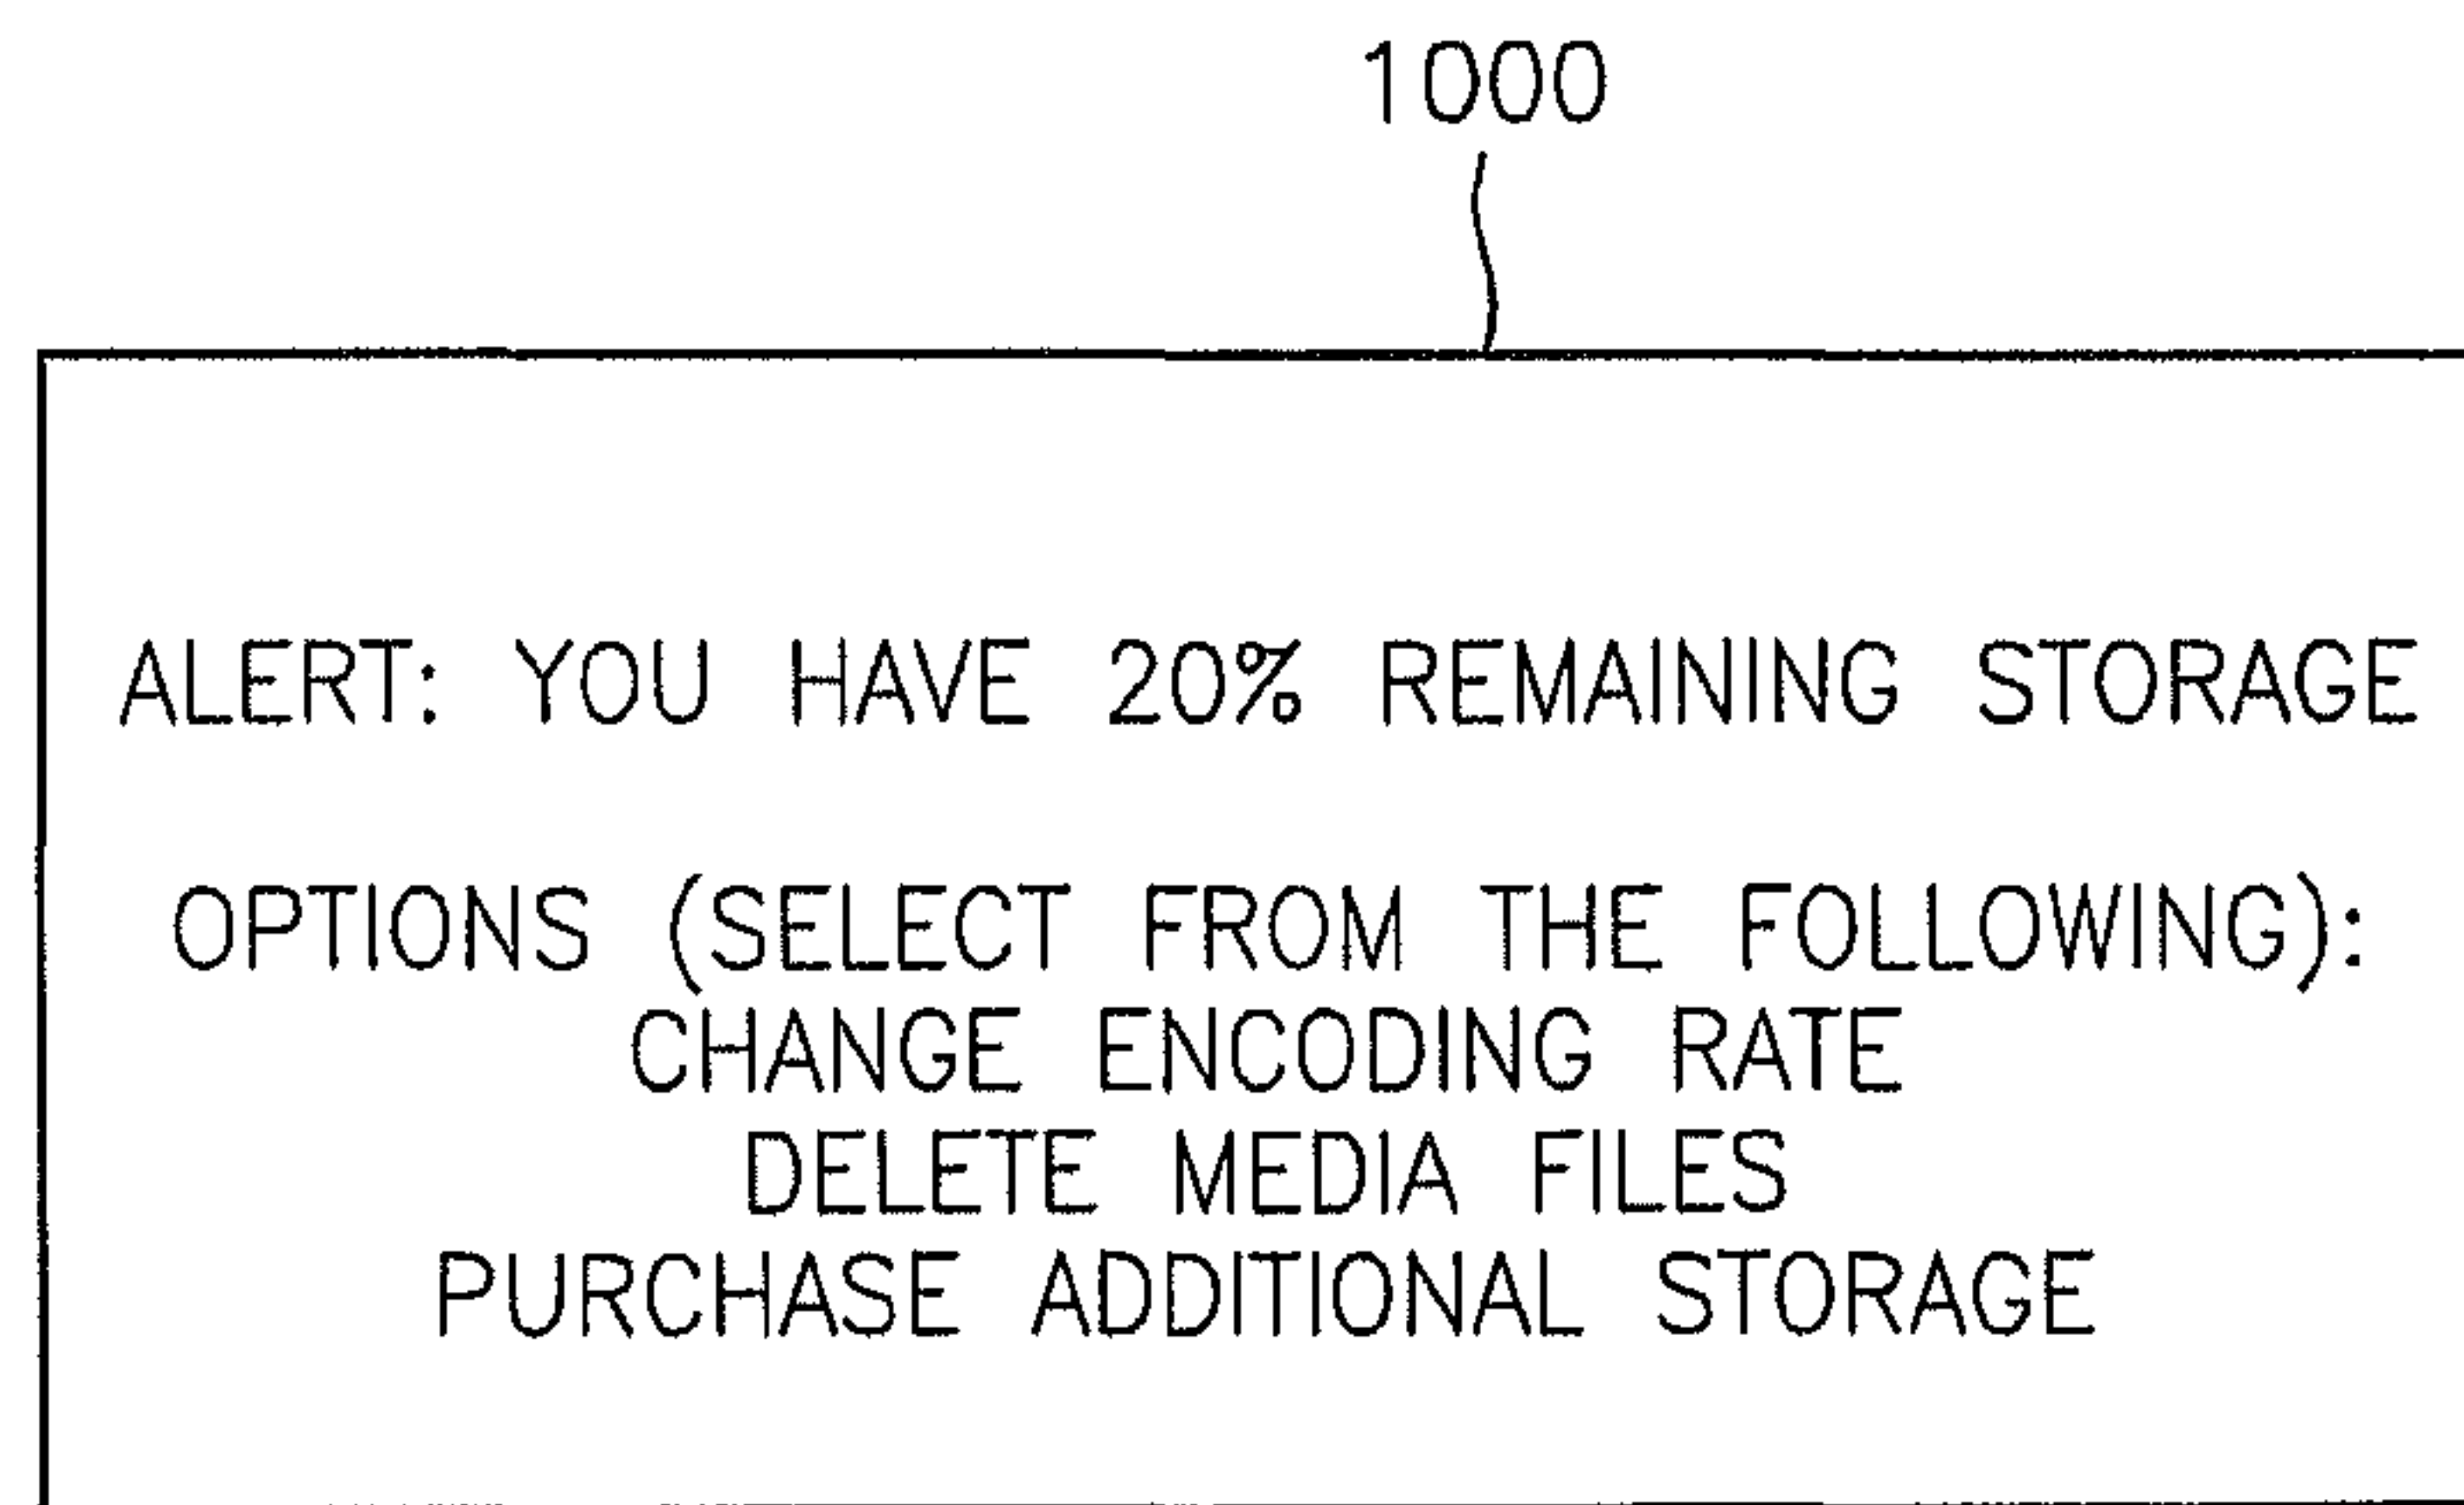 1000
ALERT: YOU HAVE 20% REMAINING STORAGE
OPTIONS (SELECT FROM THE FOLLOWING):
CHANGE ENCODING RATE
DELETE MEDIA FILES
PURCHASE ADDITIONAL STORAGE